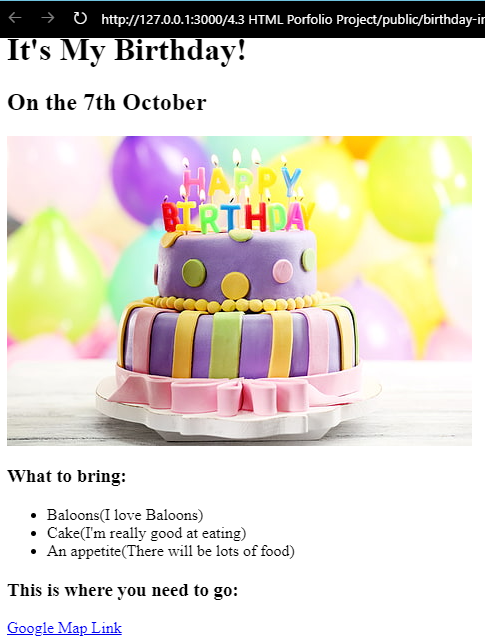 http://127.0.0.1:3000/4.3 HTML Porfolio Project/public/birthday-in
It's My Birthday!
On the 7th October
HAPPY
BIRTHDAY
What to bring:
Baloons(I love Baloons)
Cake(I'm really good at eating)
An appetite(There will be lots of food)
This is where you need to go:
Google Map Link